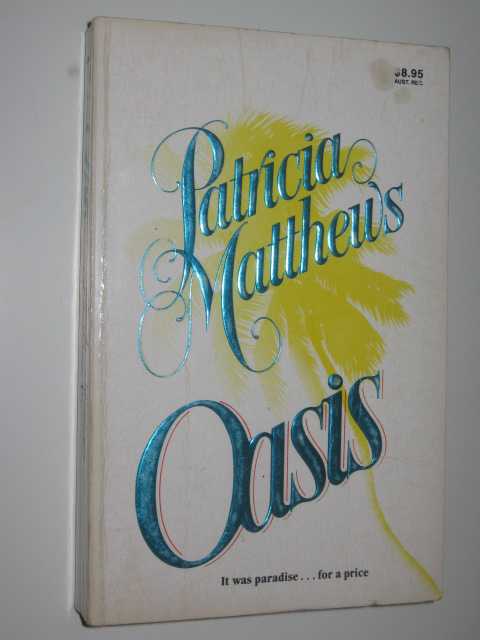 $8.95
AUST. REC.
Patricia
Matthews
Oasis
It was paradise . . . for a price